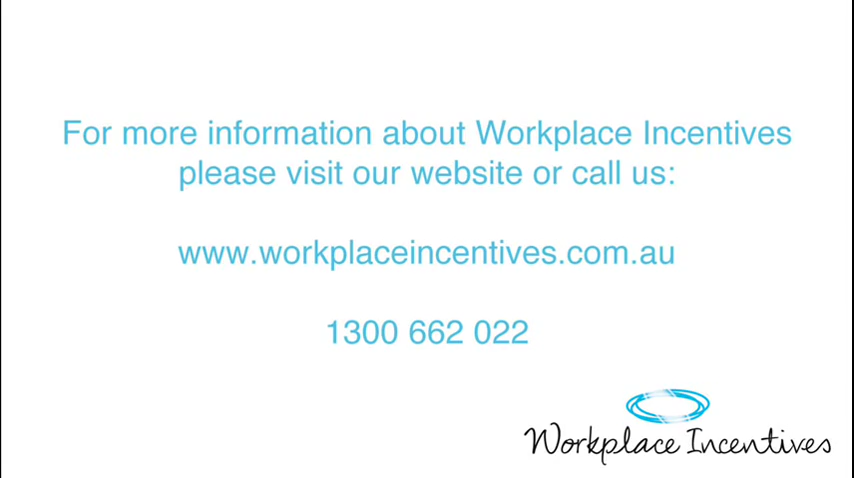 For more information about Workplace Incentives
please visit our website or call us:
www.workplaceincentives.com.au
1300 662 022
Workplace Incentives